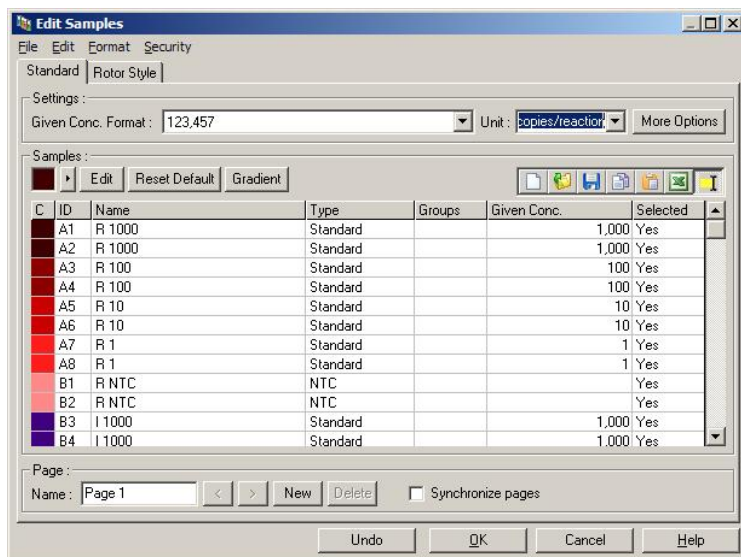 Edit Samples
File Edit Format Security
Standard Rotor Style
Settings :
Given Conc. Format : 123,457 Unit : copies/reaction More Options
Samples :
Edit Reset Default Gradient
C ID Name Type Groups Given Conc. Selected
A1 R 1000 Standard 1,000 Yes
A2 R 1000 Standard 1,000 Yes
A3 R 100 Standard 100 Yes
A4 R 100 Standard 100 Yes
A5 R 10 Standard 10 Yes
A6 R 10 Standard 10 Yes
A7 R 1 Standard 1 Yes
A8 R 1 Standard 1 Yes
B1 R NTC NTC Yes
B2 R NTC NTC Yes
B3 I 1000 Standard 1,000 Yes
B4 I 1000 Standard 1,000 Yes
Page :
Name : Page 1 < > New Delete Synchronize pages
Undo OK Cancel Help